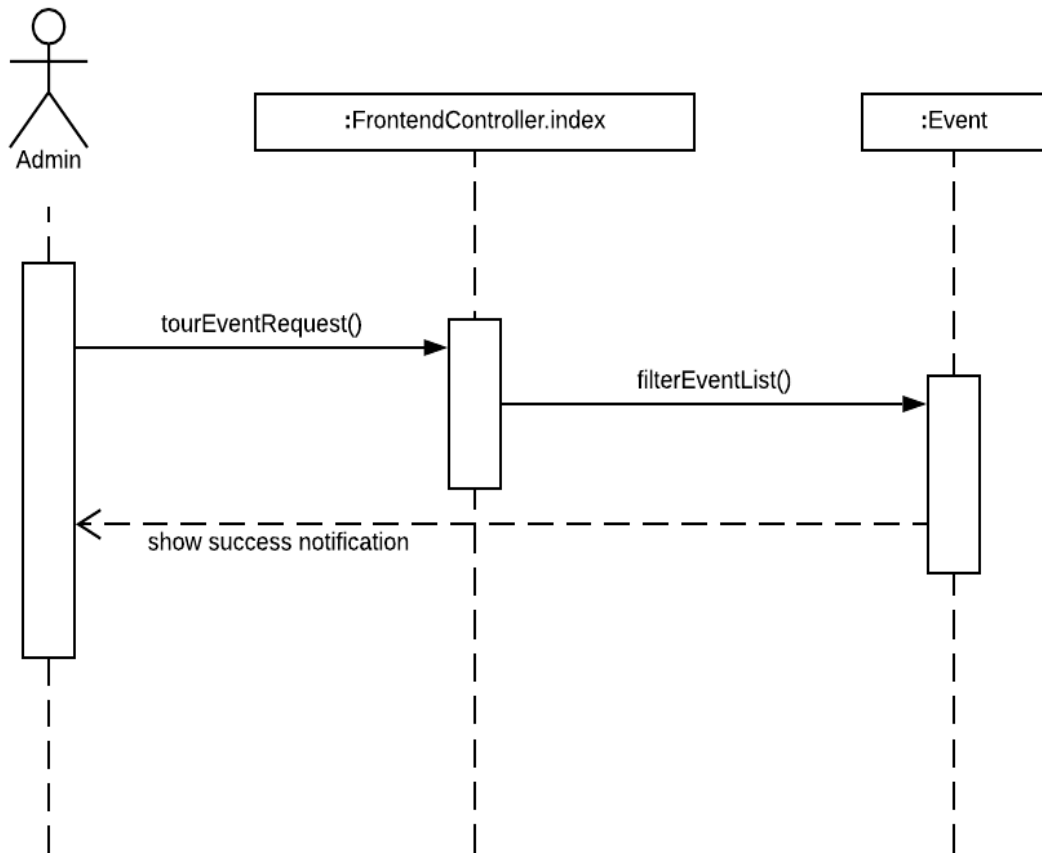 Admin
:FrontendController.index
:Event
tourEventRequest()
filterEventList()
show success notification